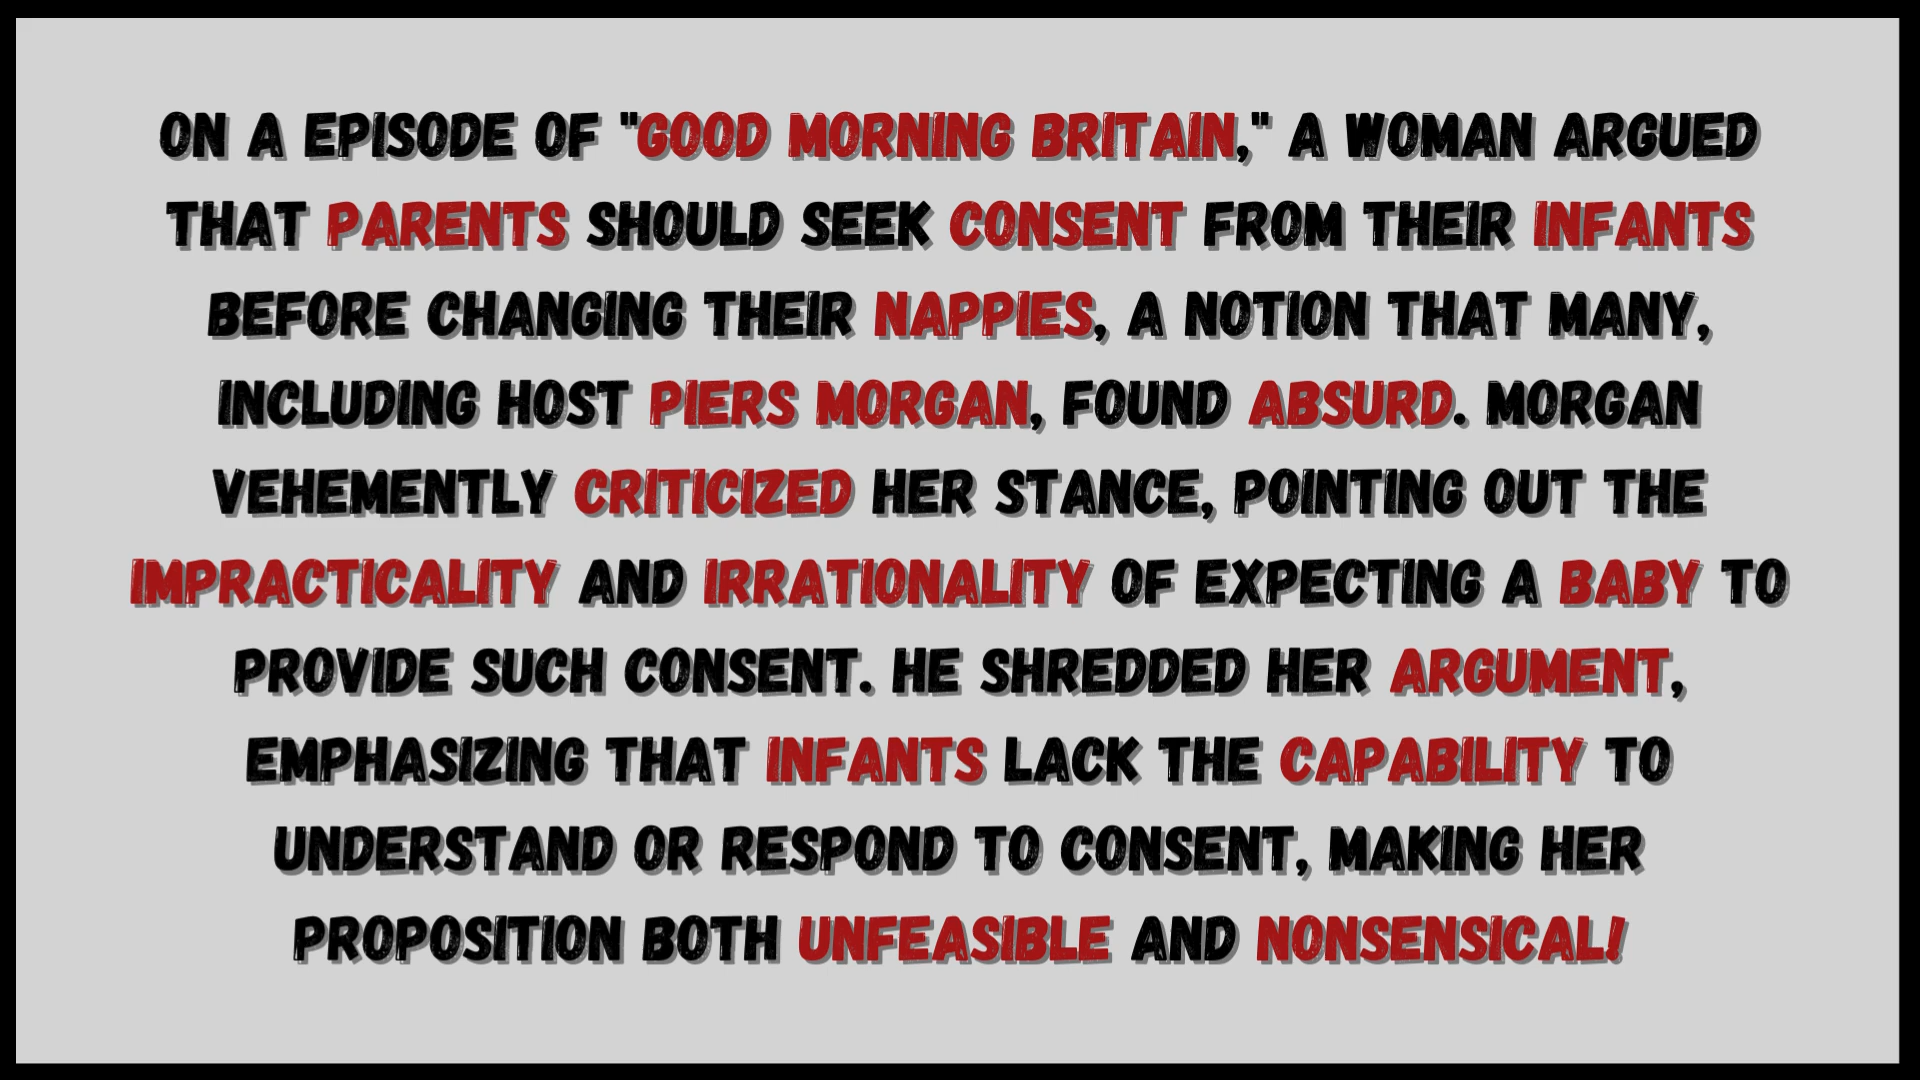 ON A EPISODE OF "GOOD MORNING BRITAIN," A WOMAN ARGUED
THAT PARENTS SHOULD SEEK CONSENT FROM THEIR INFANTS
BEFORE CHANGING THEIR NAPPIES, A NOTION THAT MANY,
INCLUDING HOST PIERS MORGAN, FOUND ABSURD. MORGAN
VEHEMENTLY CRITICIZED HER STANCE, POINTING OUT THE
IMPRACTICALITY AND IRRATIONALITY OF EXPECTING A BABY TO
PROVIDE SUCH CONSENT. HE SHREDDED HER ARGUMENT,
EMPHASIZING THAT INFANTS LACK THE CAPABILITY TO
UNDERSTAND OR RESPOND TO CONSENT, MAKING HER
PROPOSITION BOTH UNFEASIBLE AND NONSENSICAL!